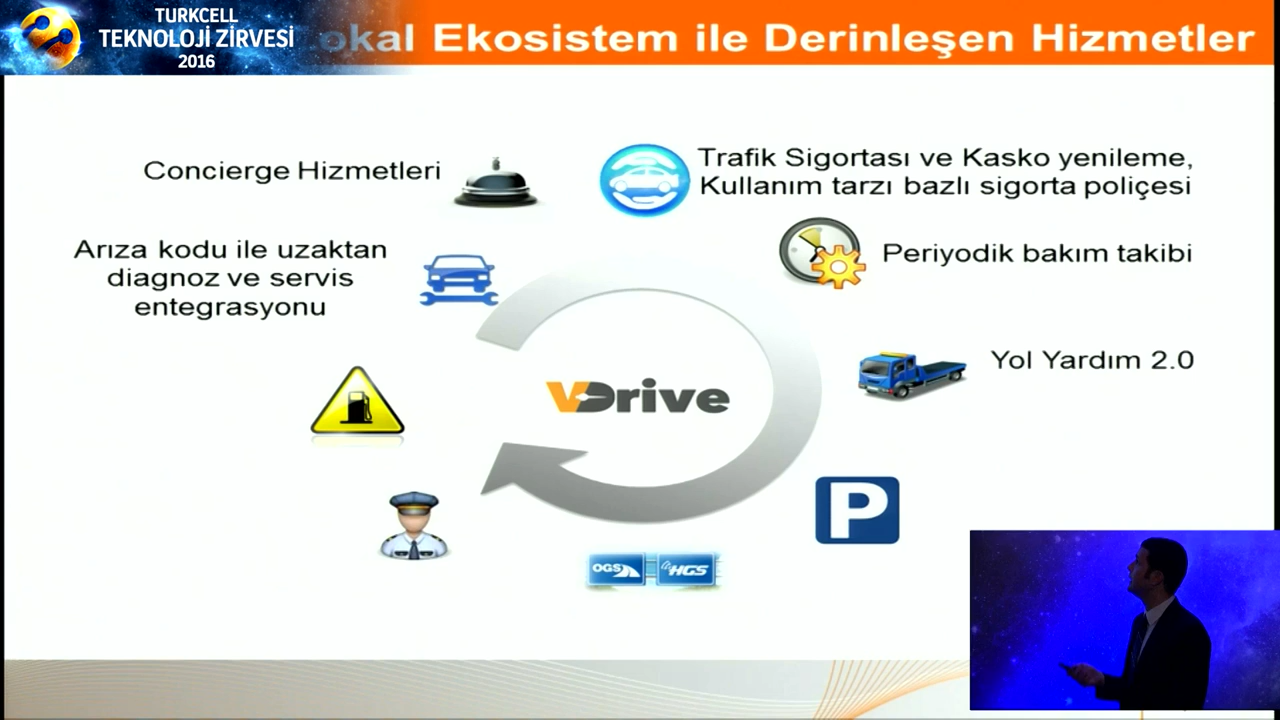 TURKCELL
TEKNOLOJİ ZİRVESİ
2016
okal Ekosistem ile Derinleşen Hizmetler
Concierge Hizmetleri
Trafik Sigortası ve Kasko yenileme,
Kullanım tarzı bazlı sigorta poliçesi
Arıza kodu ile uzaktan
diagnoz ve servis
entegrasyonu
Periyodik bakım takibi
Yol Yardım 2.0
VDrive
P
OGS HGS